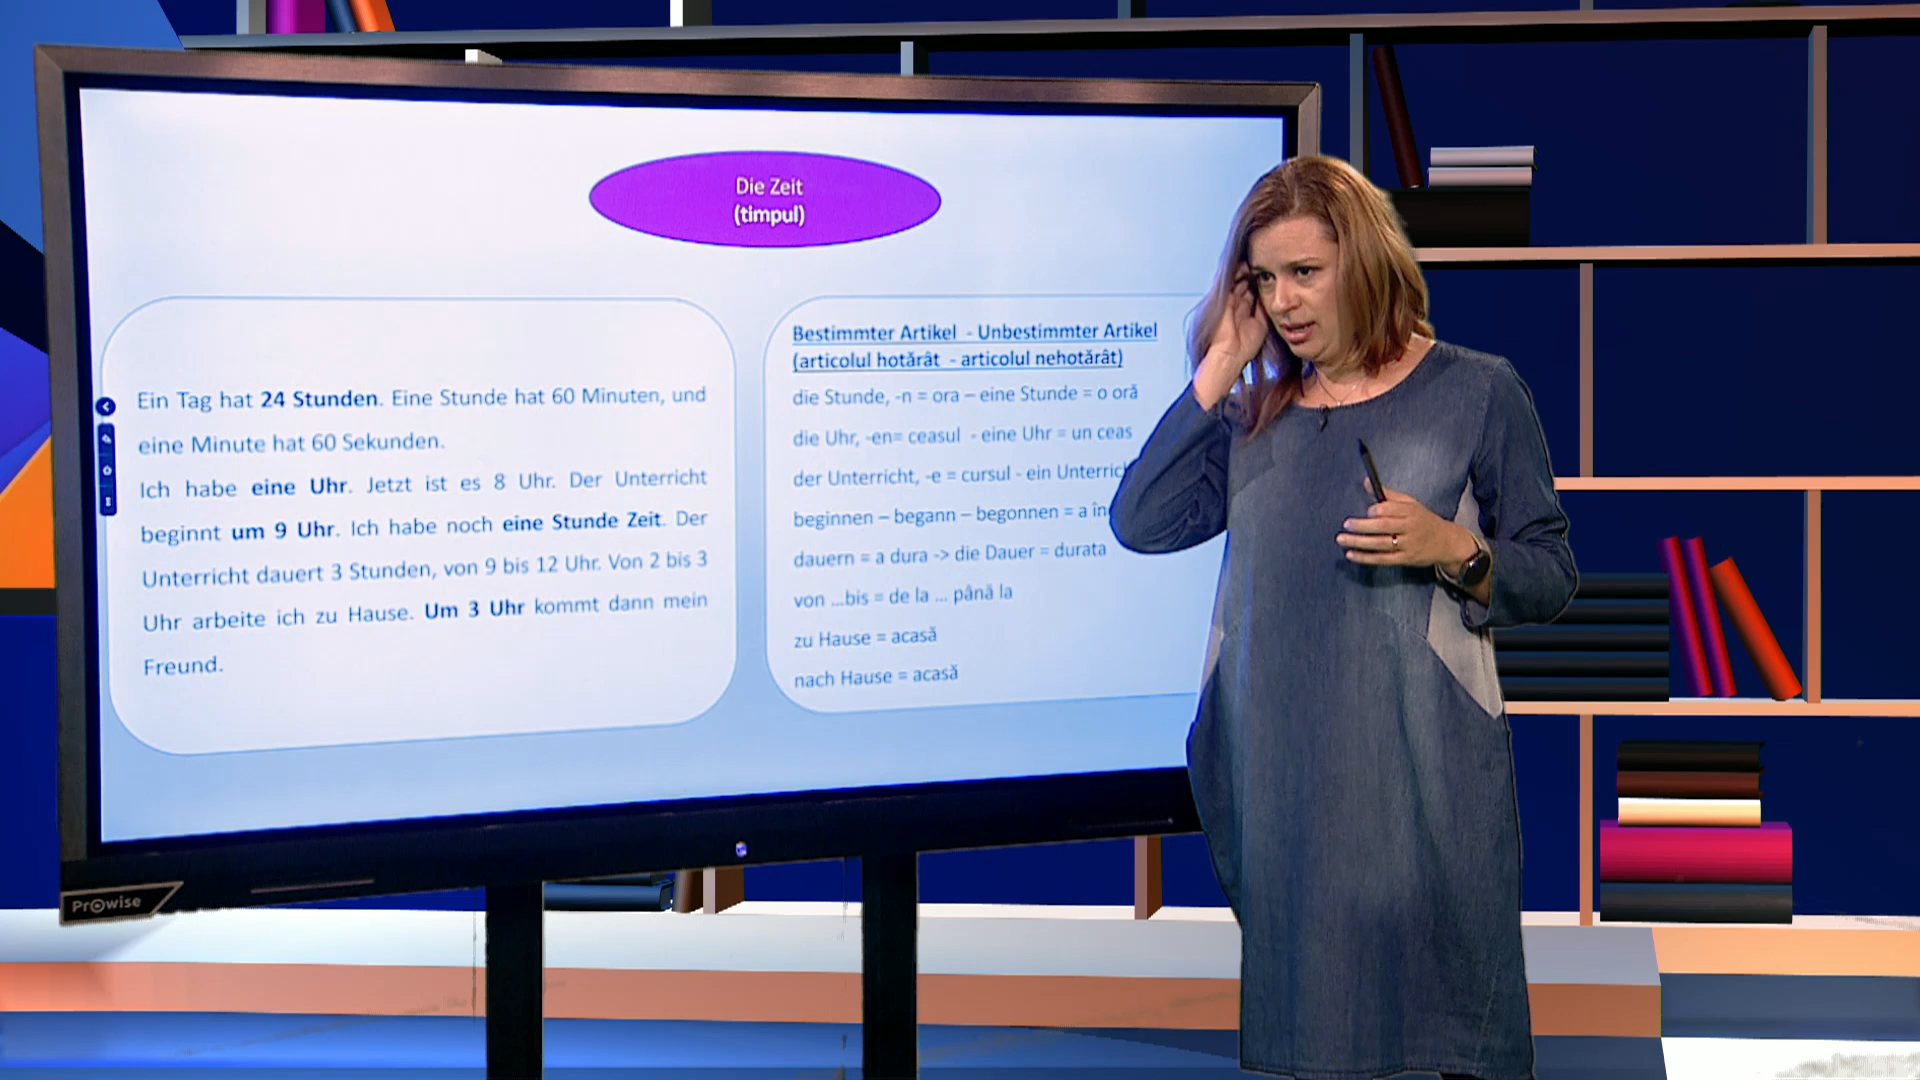 Die Zeit
(timpul)
Ein Tag hat 24 Stunden. Eine Stunde hat 60 Minuten, und
eine Minute hat 60 Sekunden.
Ich habe eine Uhr. Jetzt ist es 8 Uhr. Der Unterricht
beginnt um 9 Uhr. Ich habe noch eine Stunde Zeit. Der
Unterricht dauert 3 Stunden, von 9 bis 12 Uhr. Von 2 bis 3
Uhr arbeite ich zu Hause. Um 3 Uhr kommt dann mein
Freund.
Bestimmter Artikel - Unbestimmter Artikel
(articolul hotărât - articolul nehotărât)
die Stunde, -n = ora – eine Stunde = o oră
die Uhr, -en= ceasul - eine Uhr = un ceas
der Unterricht, -e = cursul - ein
beginnen – begann – begonnen = a
dauern = a dura -> die Dauer = durata
von ...bis = de la ... până la
zu Hause = acasă
nach Hause = acasă
Prowise